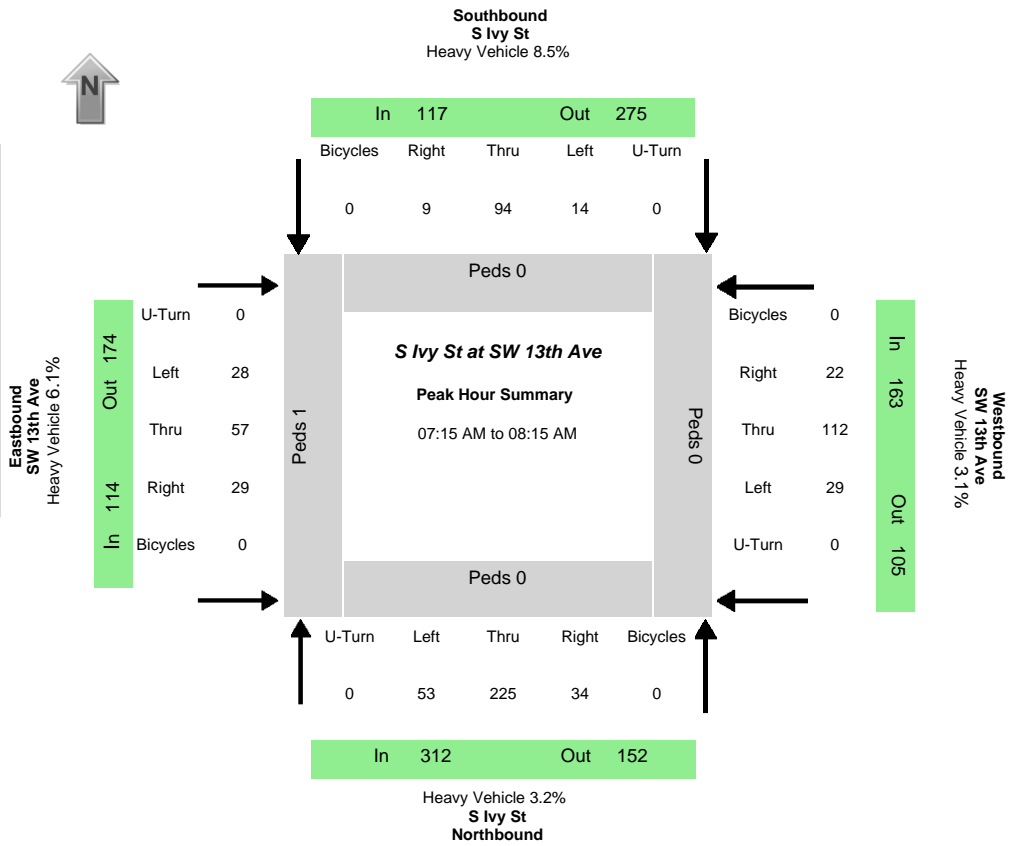 Southbound
S Ivy St
Heavy Vehicle 8.5%
N
In 117 Out 275
Bicycles Right Thru Left U-Turn
0 9 94 14 0
Peds 0
U-Turn 0
Left 28
Thru 57
Right 29
Bicycles 0
Out 174
In 114
Eastbound
SW 13th Ave
Heavy Vehicle 6.1%
Peds 1
S Ivy St at SW 13th Ave
Peak Hour Summary
07:15 AM to 08:15 AM
Peds 0
Bicycles 0
Right 22
Thru 112
Left 29
U-Turn 0
In 163
Out 105
Westbound
SW 13th Ave
Heavy Vehicle 3.1%
Peds 0
U-Turn Left Thru Right Bicycles
0 53 225 34 0
In 312 Out 152
Heavy Vehicle 3.2%
S Ivy St
Northbound